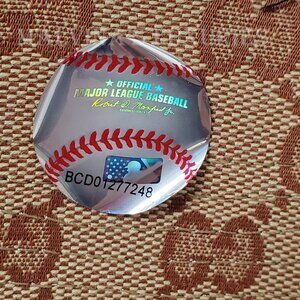 ★ OFFICIAL ★
MAJOR LEAGUE BASEBALL
Robert D. Manfred Jr.
BCD01277248